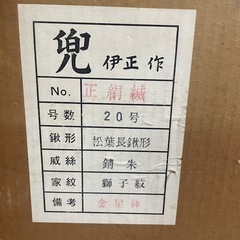 兜 伊正 作
No. 正絹縅
号数 20号
鍬形 松葉長鍬形
威絲 錆朱
家紋 獅子紋
備考 金星鉢